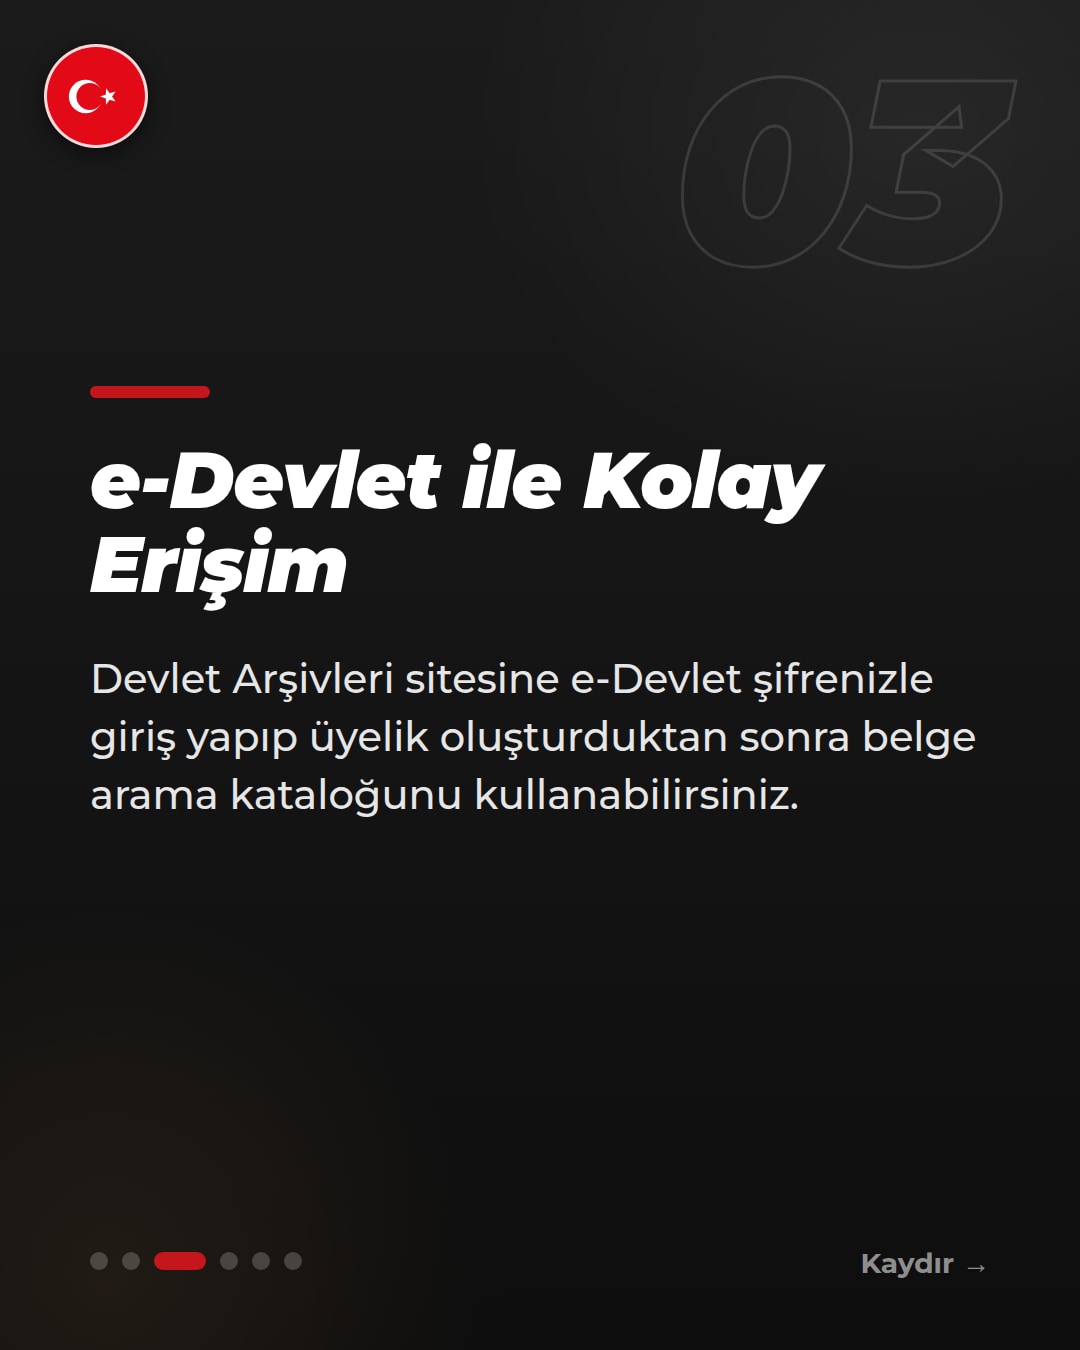 03
e-Devlet ile Kolay
Erişim
Devlet Arşivleri sitesine e-Devlet şifrenizle
giriş yapıp üyelik oluşturduktan sonra belge
arama kataloğunu kullanabilirsiniz.
Kaydır →